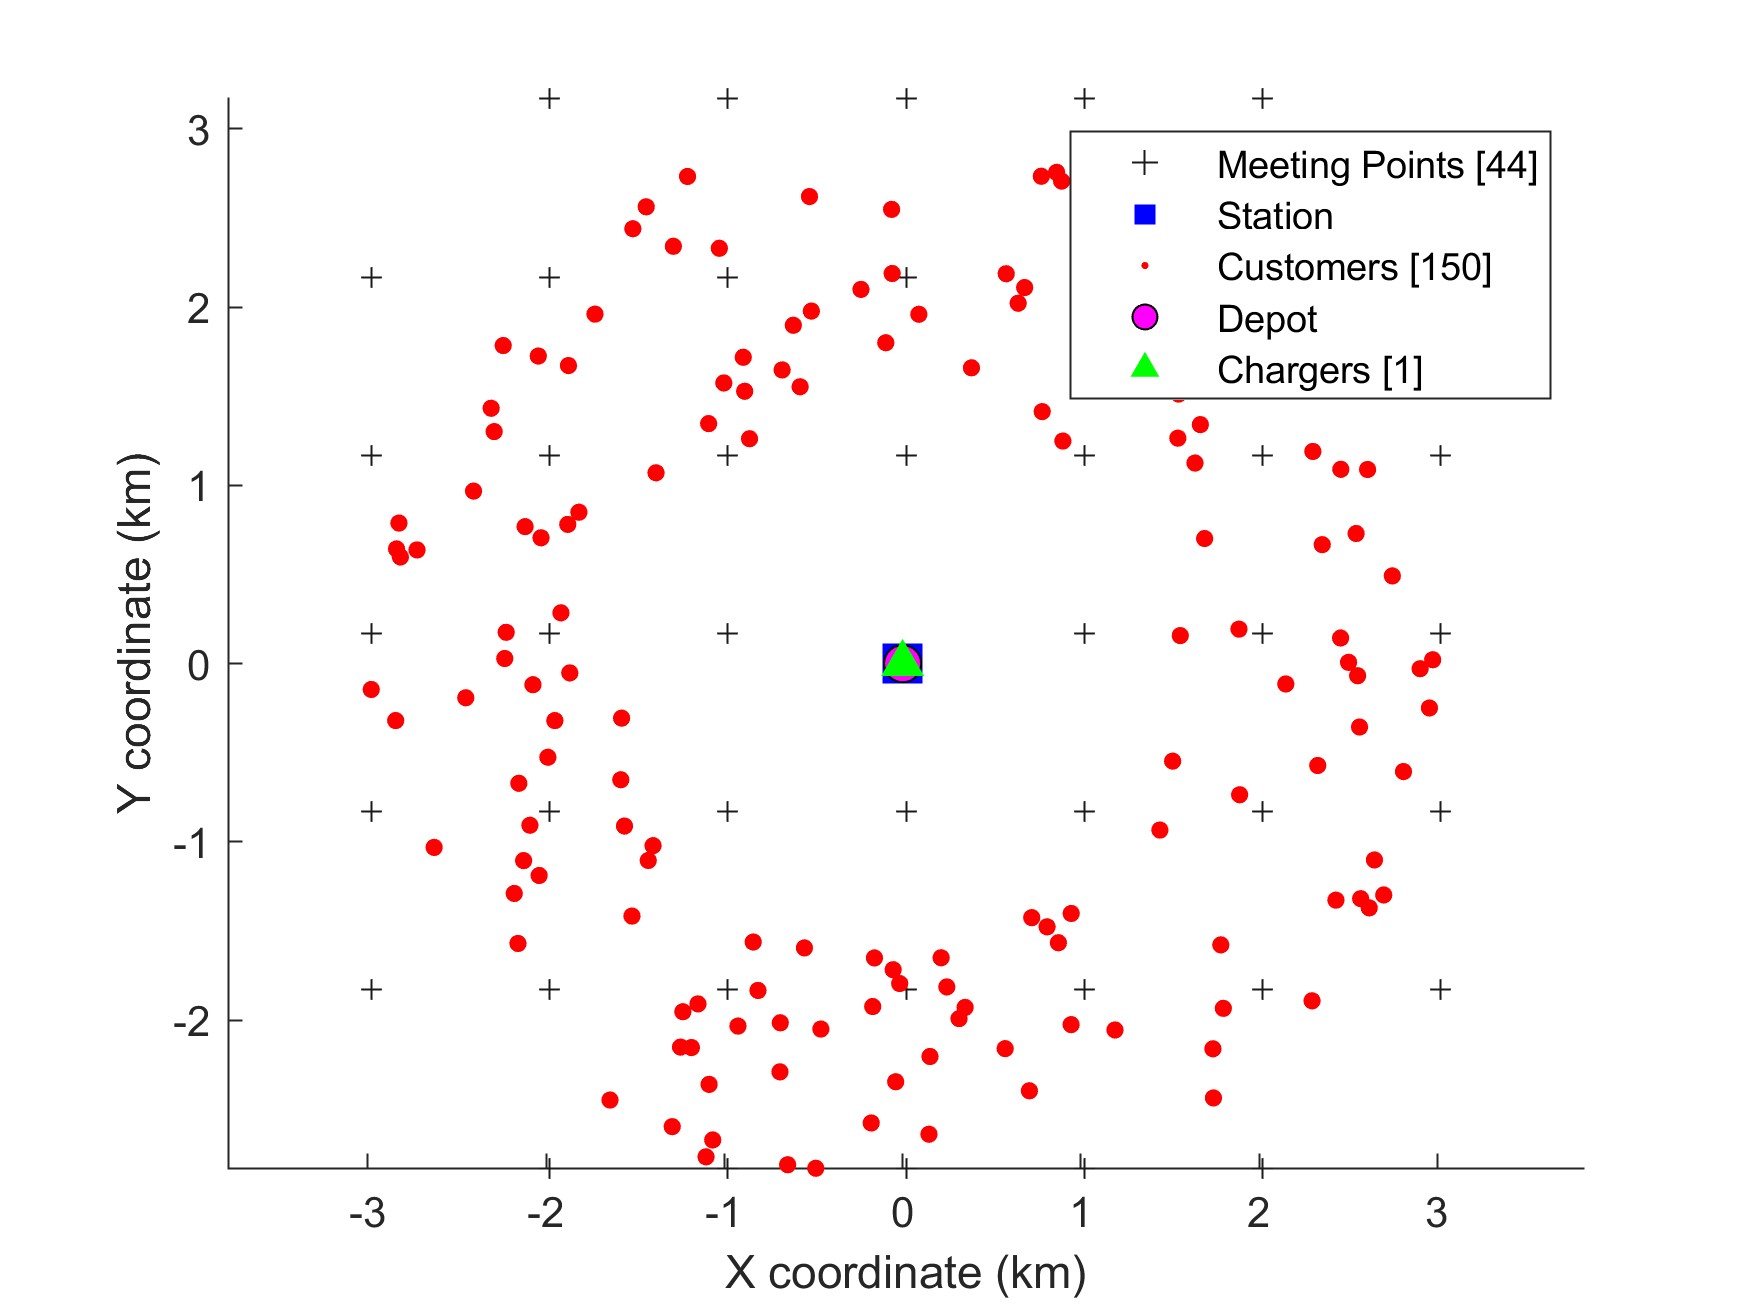 3
2
1
0
-1
-2
Y coordinate (km)
Meeting Points [44]
Station
Customers [150]
Depot
Chargers [1]
-3 -2 -1 0 1 2 3
X coordinate (km)